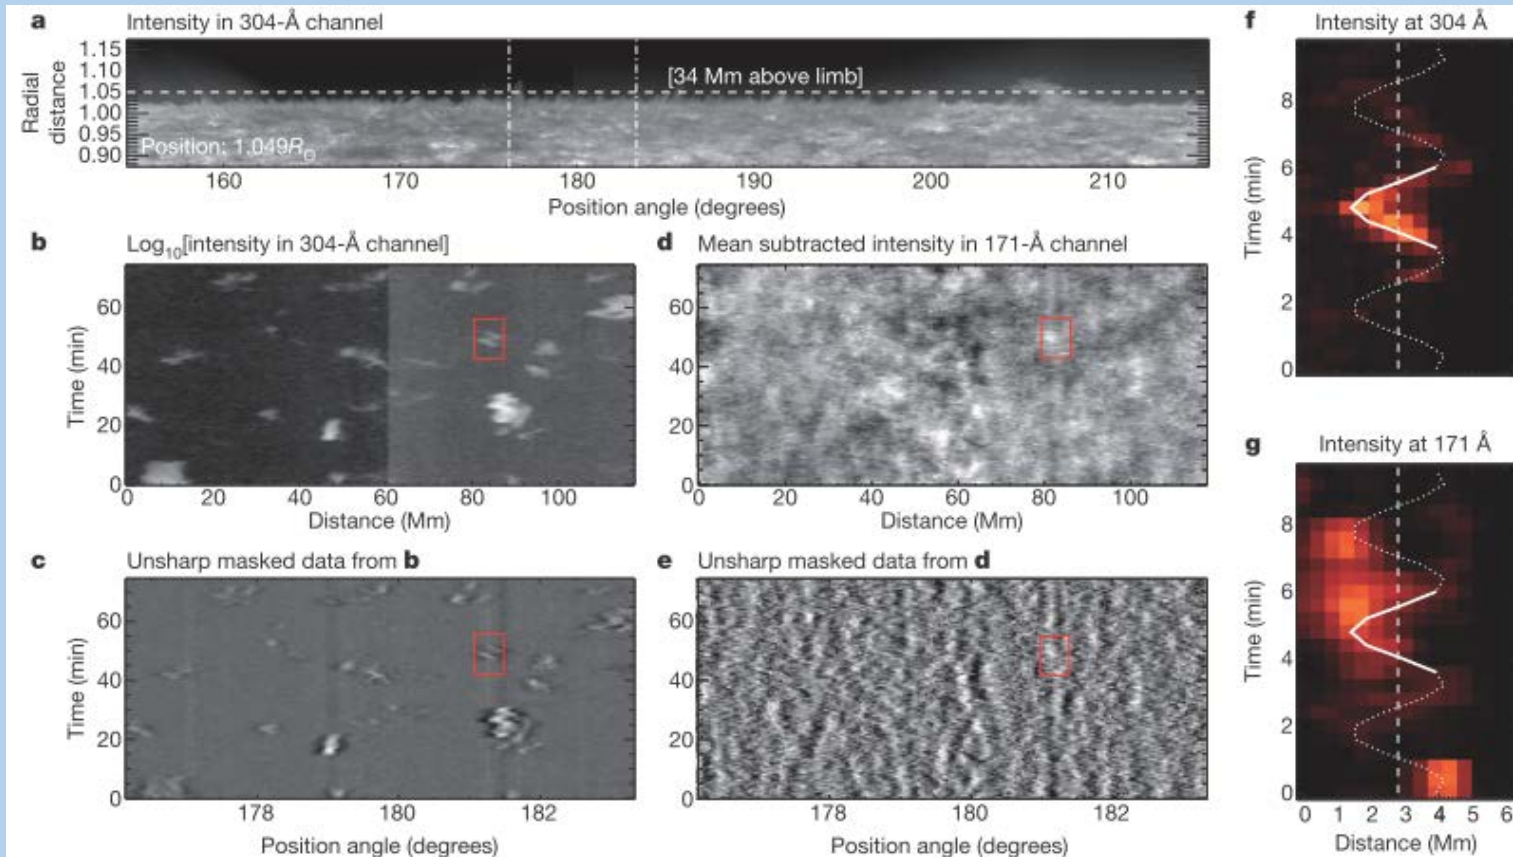 a Intensity in 304-Å channel
1.15
1.10
1.05
1.00
0.95
0.90
Radial distance
[34 Mm above limb]
Position: 1.049R⊙
160 170 180 190 200 210
Position angle (degrees)
b Log10[intensity in 304-Å channel]
60
40
20
0
Time (min)
0 20 40 60 80 100
Distance (Mm)
d Mean subtracted intensity in 171-Å channel
60
40
20
0
0 20 40 60 80 100
Distance (Mm)
c Unsharp masked data from b
60
40
20
0
Time (min)
178 180 182
Position angle (degrees)
e Unsharp masked data from d
60
40
20
0
178 180 182
Position angle (degrees)
f Intensity at 304 Å
8
6
4
2
0
Time (min)
g Intensity at 171 Å
8
6
4
2
0
Time (min)
0 1 2 3 4 5 6
Distance (Mm)